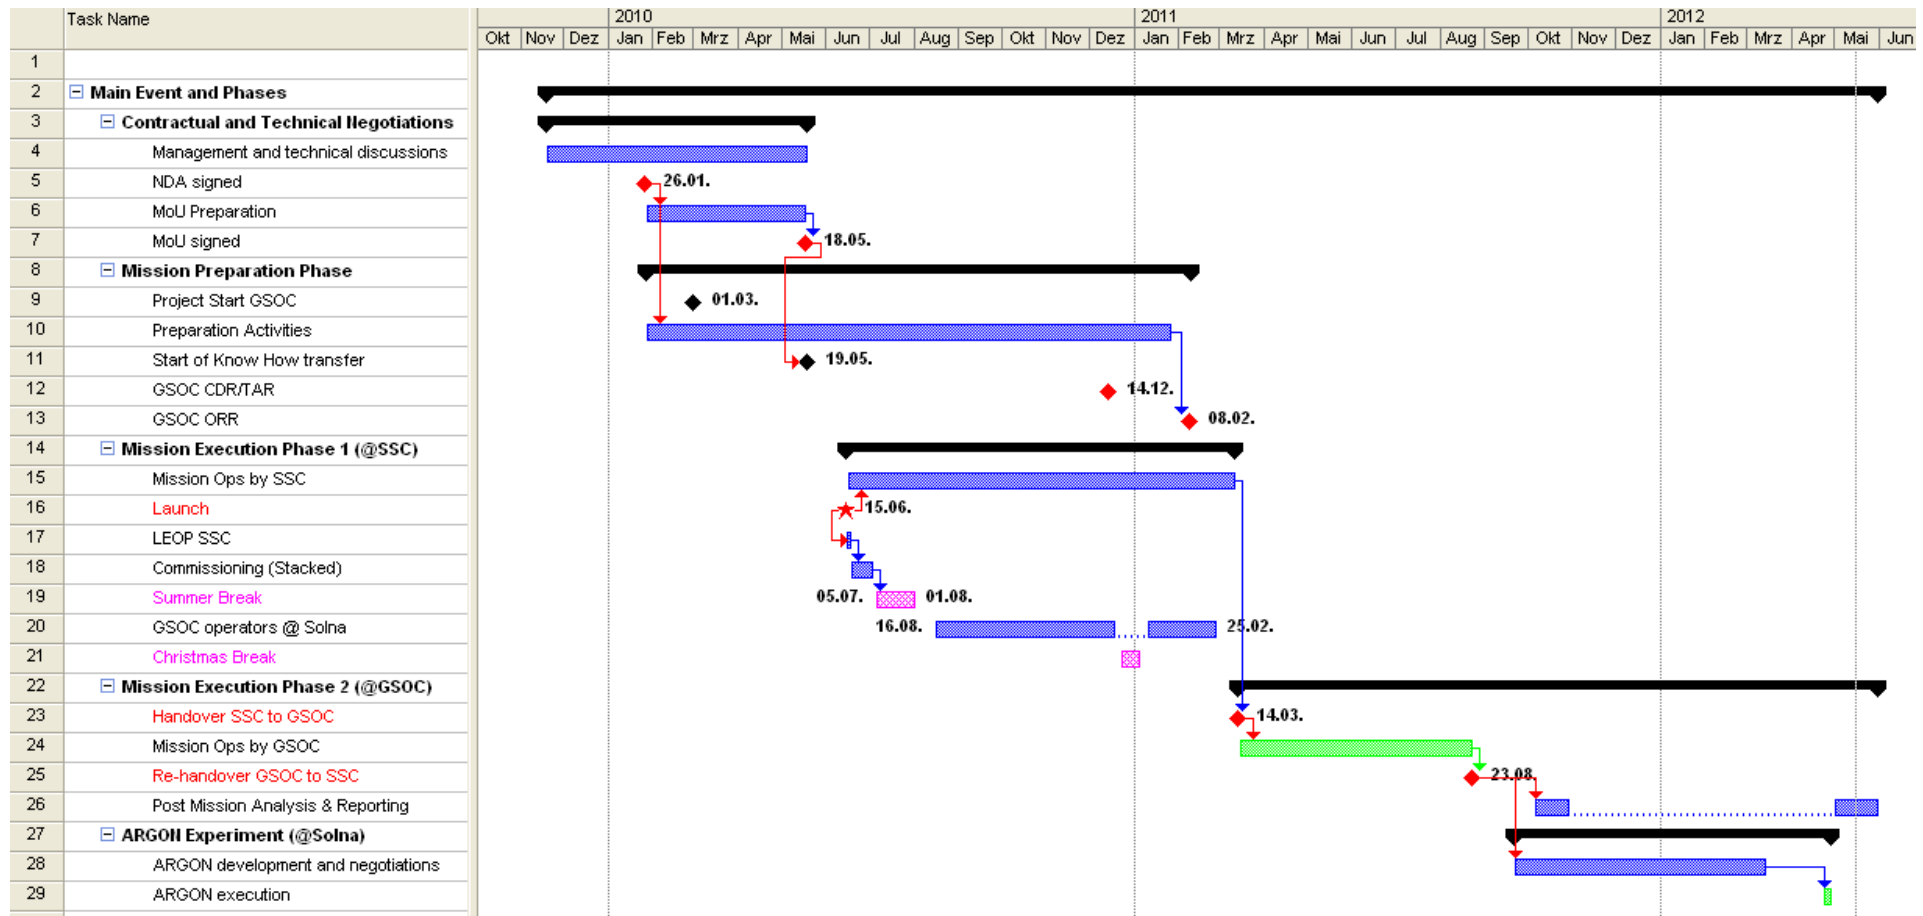 Task Name
2010 2011 2012
Okt Nov Dez Jan Feb Mrz Apr Mai Jun Jul Aug Sep Okt Nov Dez Jan Feb Mrz Apr Mai Jun Jul Aug Sep Okt Nov Dez Jan Feb Mrz Apr Mai Jun
1
2 Main Event and Phases
3 Contractual and Technical Negotiations
4 Management and technical discussions
5 NDA signed 26.01.
6 MoU Preparation
7 MoU signed 18.05.
8 Mission Preparation Phase
9 Project Start GSOC 01.03.
10 Preparation Activities
11 Start of Know How transfer 19.05.
12 GSOC CDR/TAR 14.12.
13 GSOC ORR 08.02.
14 Mission Execution Phase 1 (@SSC)
15 Mission Ops by SSC
16 Launch 15.06.
17 LEOP SSC
18 Commissioning (Stacked)
19 Summer Break 05.07. 01.08.
20 GSOC operators @ Solna 16.08. 25.02.
21 Christmas Break
22 Mission Execution Phase 2 (@GSOC)
23 Handover SSC to GSOC 14.03.
24 Mission Ops by GSOC
25 Re-handover GSOC to SSC 23.08.
26 Post Mission Analysis & Reporting
27 ARGON Experiment (@Solna)
28 ARGON development and negotiations
29 ARGON execution